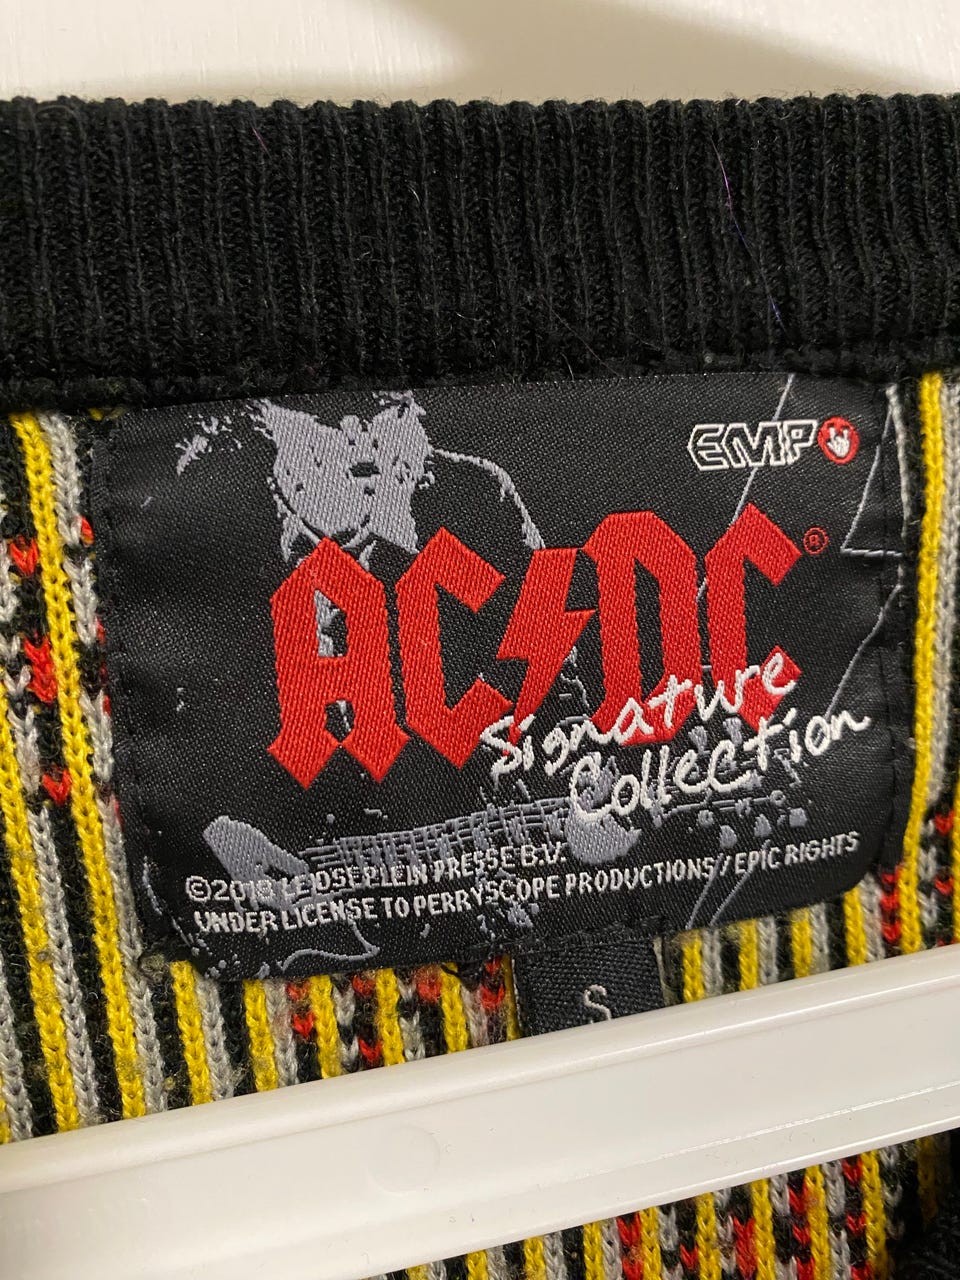 EMP
AC DC ®
Signature
Collection
©2018 LEIDSEPLEIN PRESSE B.V.
UNDER LICENSE TO PERRYSCOPE PRODUCTIONS / EPIC RIGHTS
S